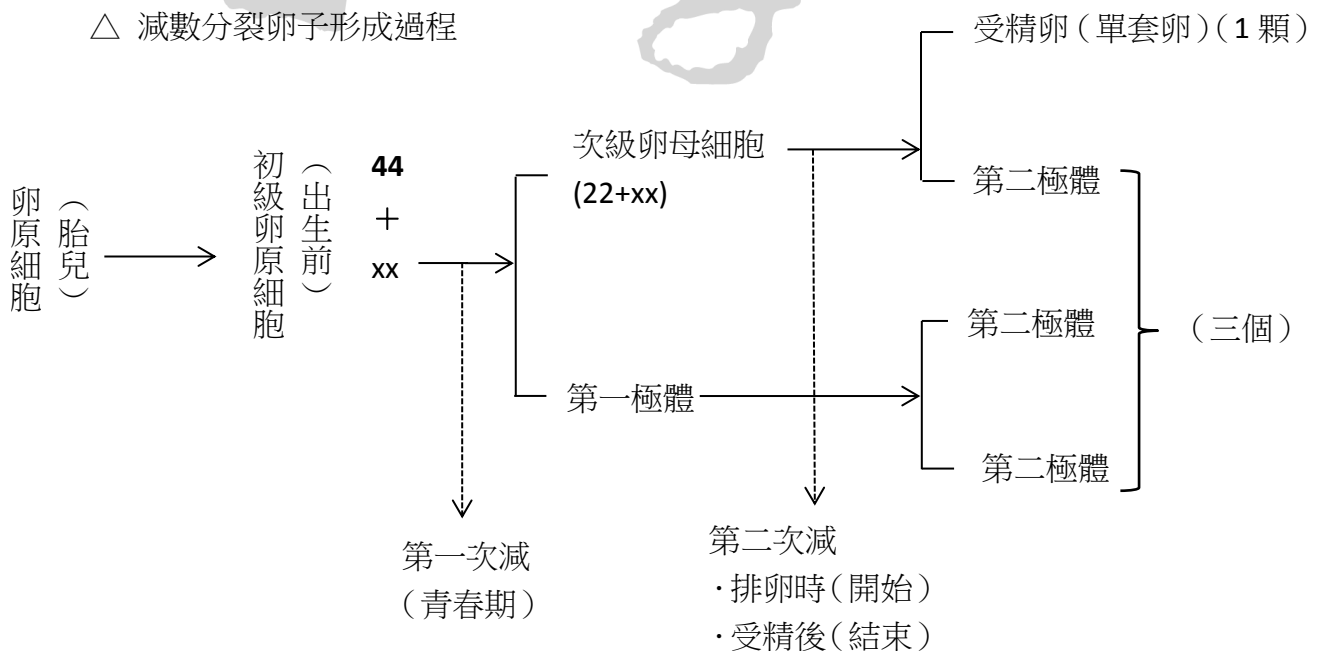 △ 減數分裂卵子形成過程
受精卵（單套卵）（1 顆）
次級卵母細胞
(22+xx)
第二極體
卵原細胞
（胎兒）
初級卵原細胞
（出生前）
44
＋
xx
第二極體
（三個）
第一極體
第二極體
第一次減
（青春期）
第二次減
·排卵時（開始）
·受精後（結束）